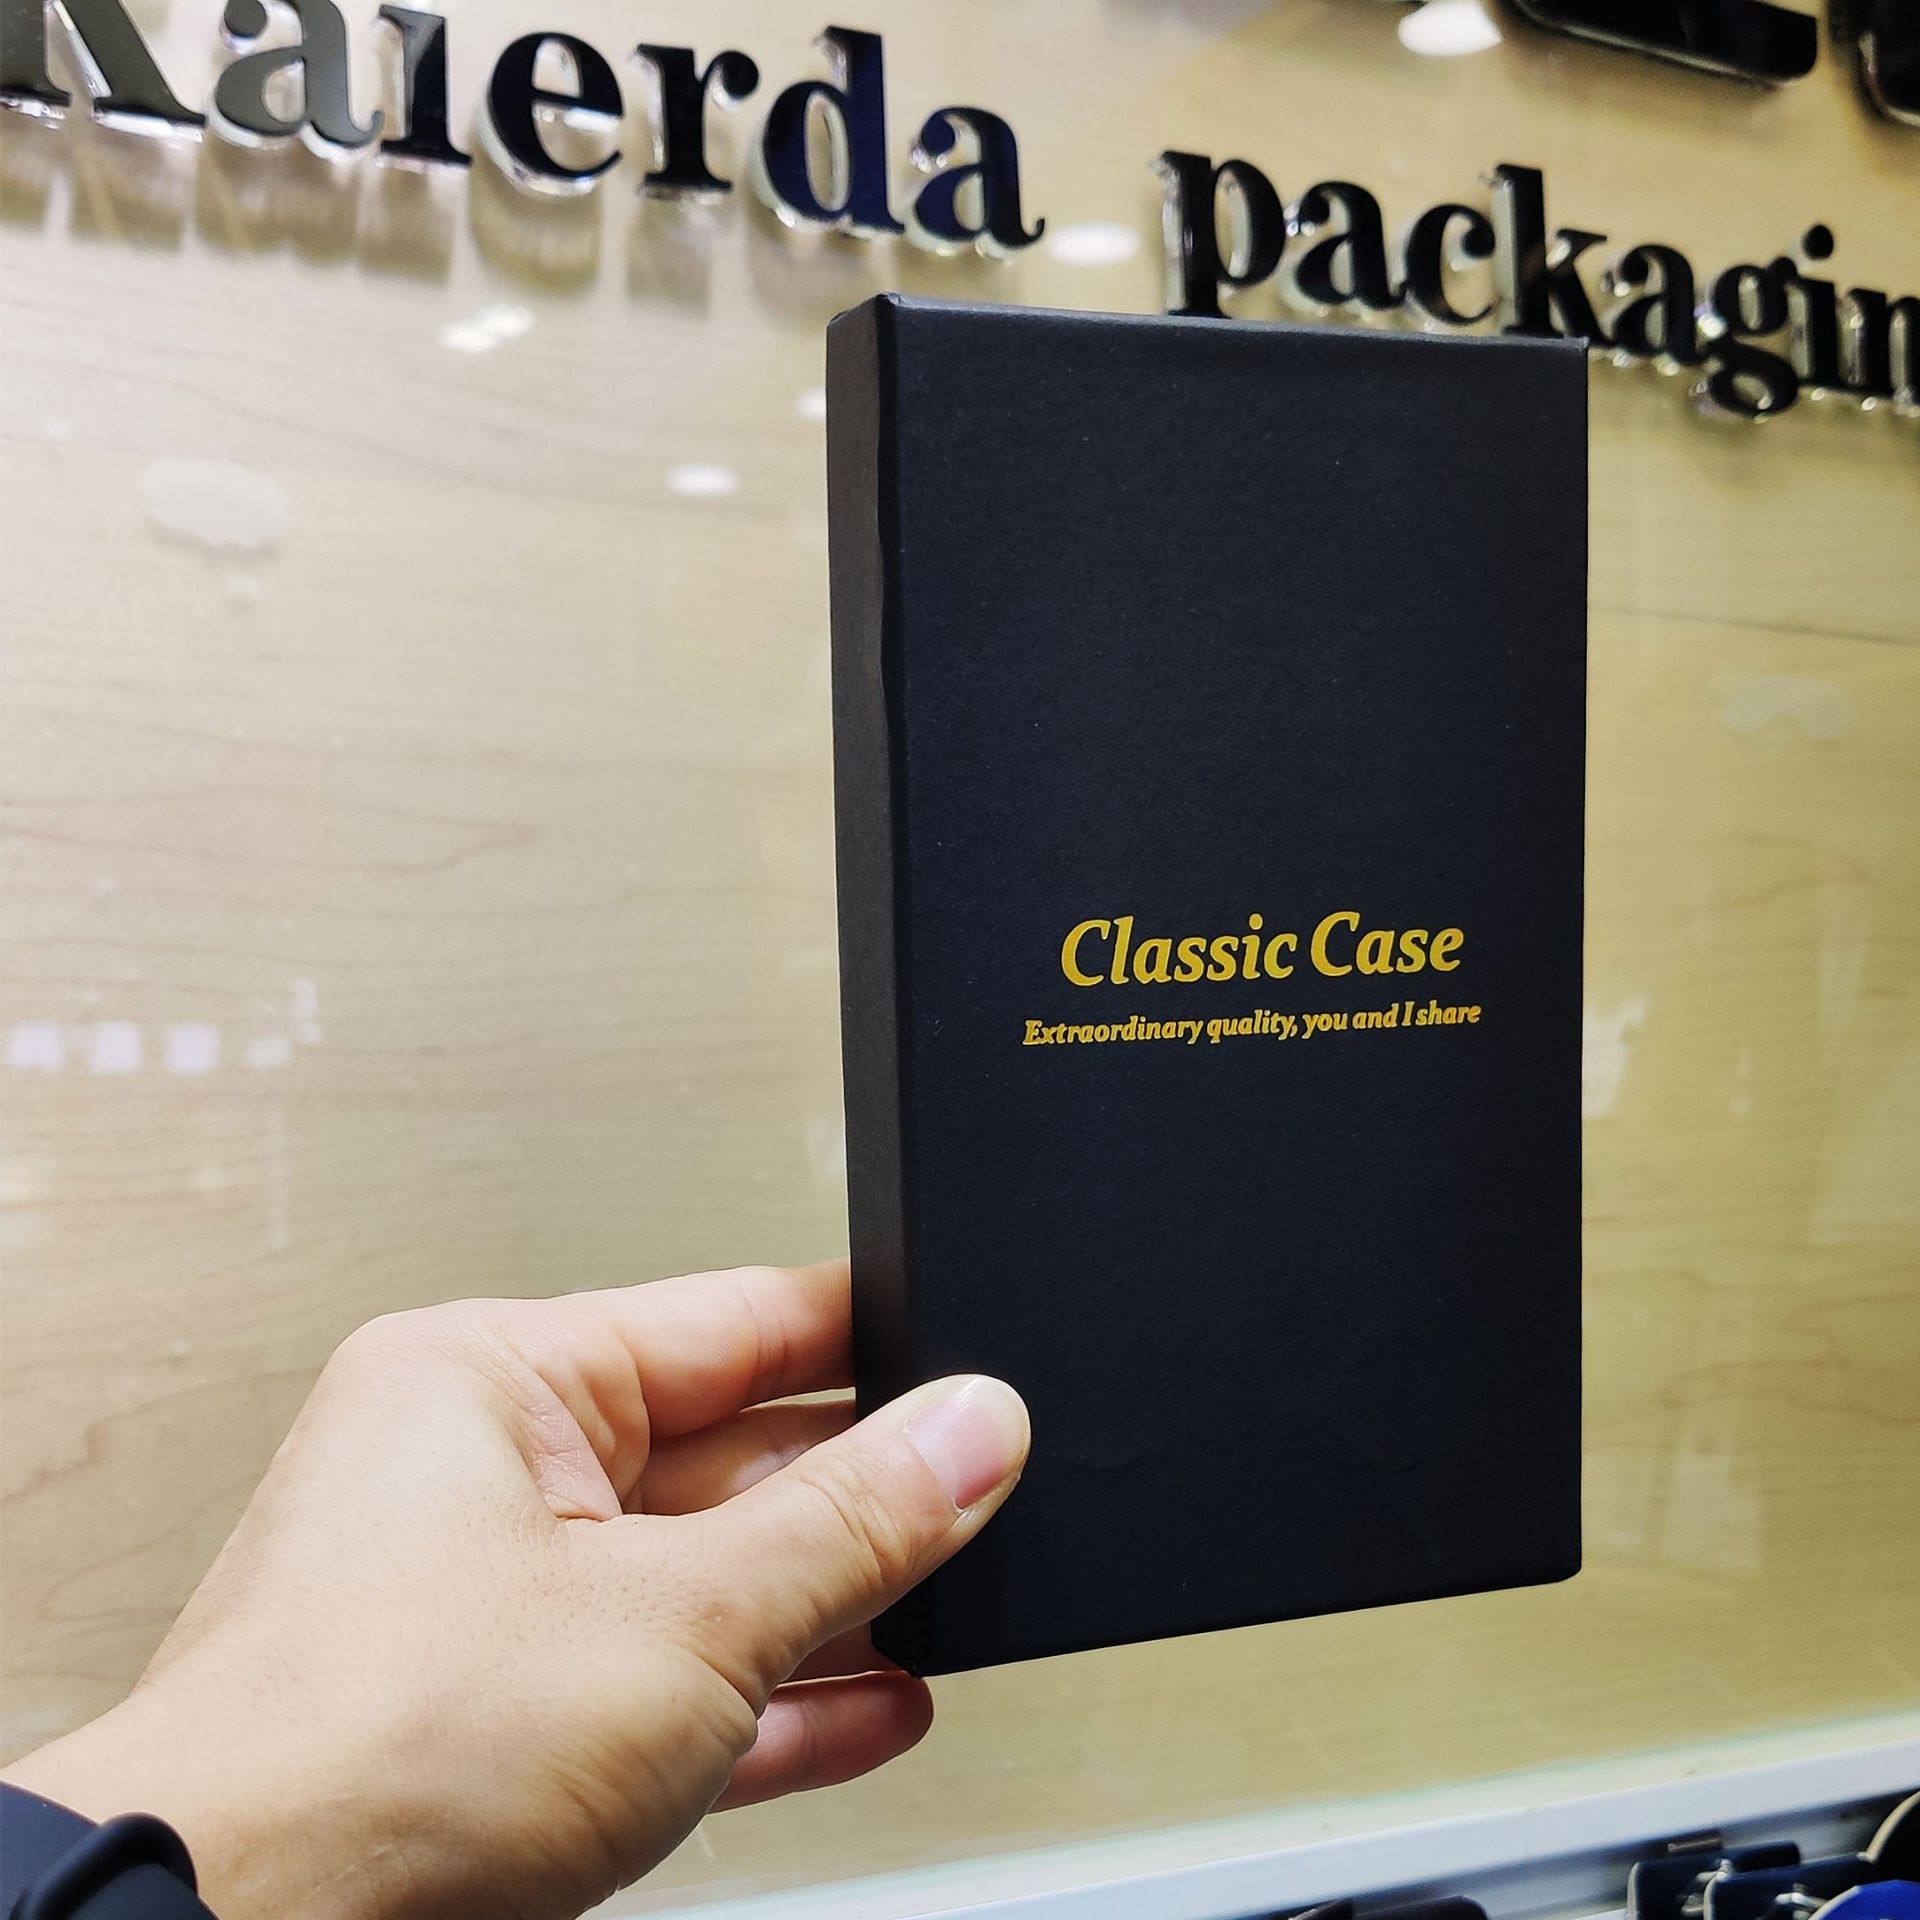 Kaierda packagin
Classic Case
Extraordinary quality, you and I share